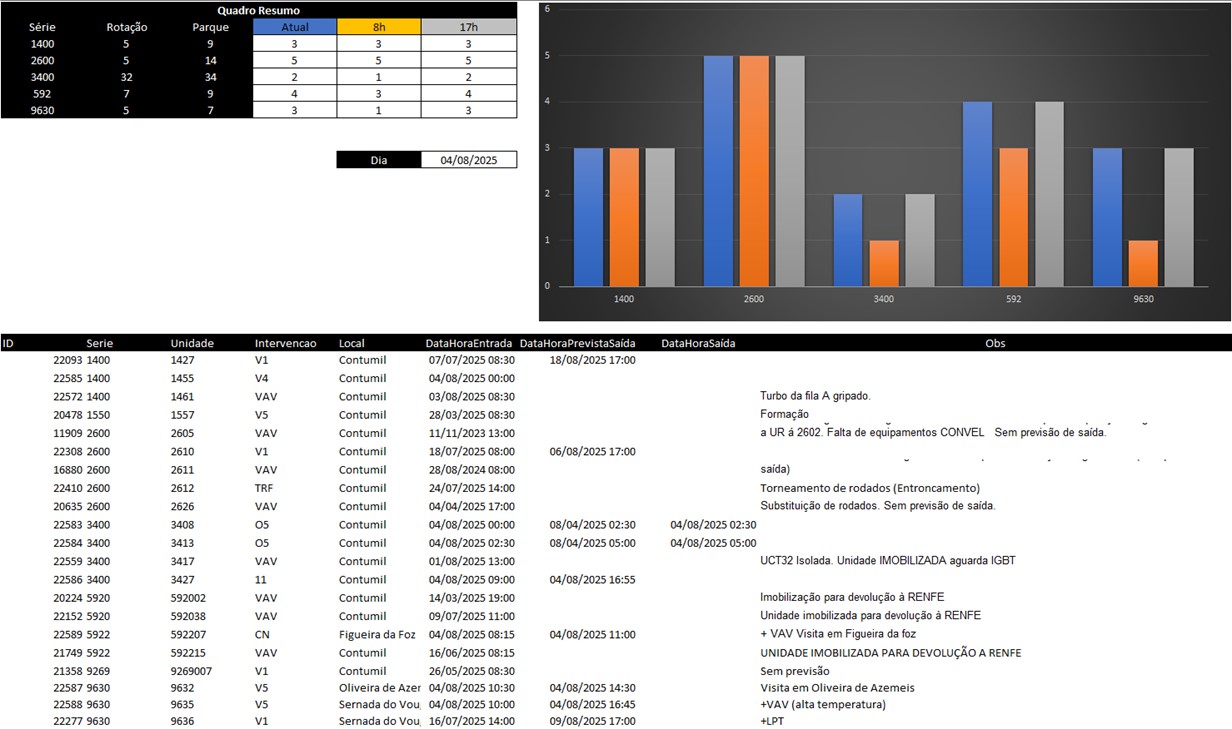 Quadro Resumo
Série Rotação Parque Atual 8h 17h
1400 5 9 3 3 3
2600 5 14 5 5 5
3400 32 34 2 1 2
592 7 9 4 3 4
9630 5 7 3 1 3
Dia 04/08/2025
6
5
4
3
2
1
0
1400 2600 3400 592 9630
ID Serie Unidade Intervencao Local DataHoraEntrada DataHoraPrevistaSaída DataHoraSaída Obs
22093 1400 1427 V1 Contumil 07/07/2025 08:30 18/08/2025 17:00
22585 1400 1455 V4 Contumil 04/08/2025 00:00
22572 1400 1461 VAV Contumil 03/08/2025 08:30 Turbo da fila A gripado.
20478 1550 1557 V5 Contumil 28/03/2025 08:30 Formação
11909 2600 2605 VAV Contumil 11/11/2023 13:00 a UR á 2602. Falta de equipamentos CONVEL Sem previsão de saída.
22308 2600 2610 V1 Contumil 18/07/2025 08:00 06/08/2025 17:00
16880 2600 2611 VAV Contumil 28/08/2024 08:00 saída)
22410 2600 2612 TRF Contumil 24/07/2025 14:00 Torneamento de rodados (Entroncamento)
20635 2600 2626 VAV Contumil 04/04/2025 17:00 Substituição de rodados. Sem previsão de saída.
22583 3400 3408 O5 Contumil 04/08/2025 00:00 08/04/2025 02:30 04/08/2025 02:30
22584 3400 3413 O5 Contumil 04/08/2025 02:30 08/04/2025 05:00 04/08/2025 05:00
22559 3400 3417 VAV Contumil 01/08/2025 13:00 UCT32 Isolada. Unidade IMOBILIZADA aguarda IGBT
22586 3400 3427 11 Contumil 04/08/2025 09:00 04/08/2025 16:55
20224 5920 592002 VAV Contumil 14/03/2025 19:00 Imobilização para devolução à RENFE
22152 5920 592038 VAV Contumil 09/07/2025 11:00 Unidade imobilizada para devolução à RENFE
22589 5922 592207 CN Figueira da Foz 04/08/2025 08:15 04/08/2025 11:00 + VAV Visita em Figueira da foz
21749 5922 592215 VAV Contumil 16/06/2025 08:15 UNIDADE IMOBILIZADA PARA DEVOLUÇÃO A RENFE
21358 9269 9269007 V1 Contumil 26/05/2025 08:30 Sem previsão
22587 9630 9632 V5 Oliveira de Azer 04/08/2025 10:30 04/08/2025 14:30 Visita em Oliveira de Azemeis
22588 9630 9635 V5 Sernada do Vou 04/08/2025 10:00 04/08/2025 16:45 +VAV (alta temperatura)
22277 9630 9636 V1 Sernada do Vou 16/07/2025 14:00 09/08/2025 17:00 +LPT